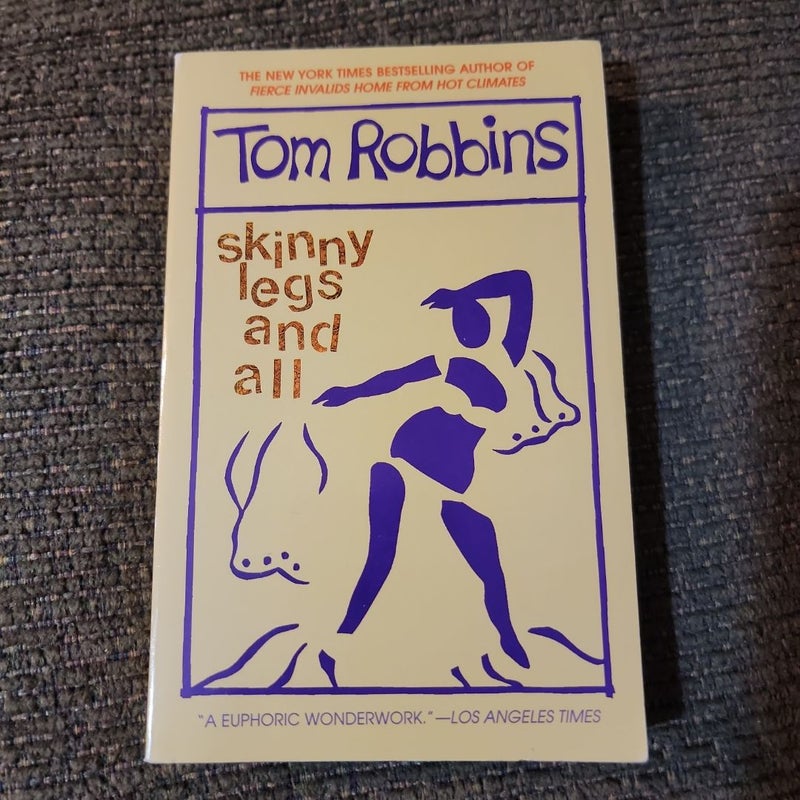 THE NEW YORK TIMES BESTSELLING AUTHOR OF
FIERCE INVALIDS HOME FROM HOT CLIMATES
Tom Robbins
skinny
legs
and
all
"A EUPHORIC WONDERWORK."—LOS ANGELES TIMES